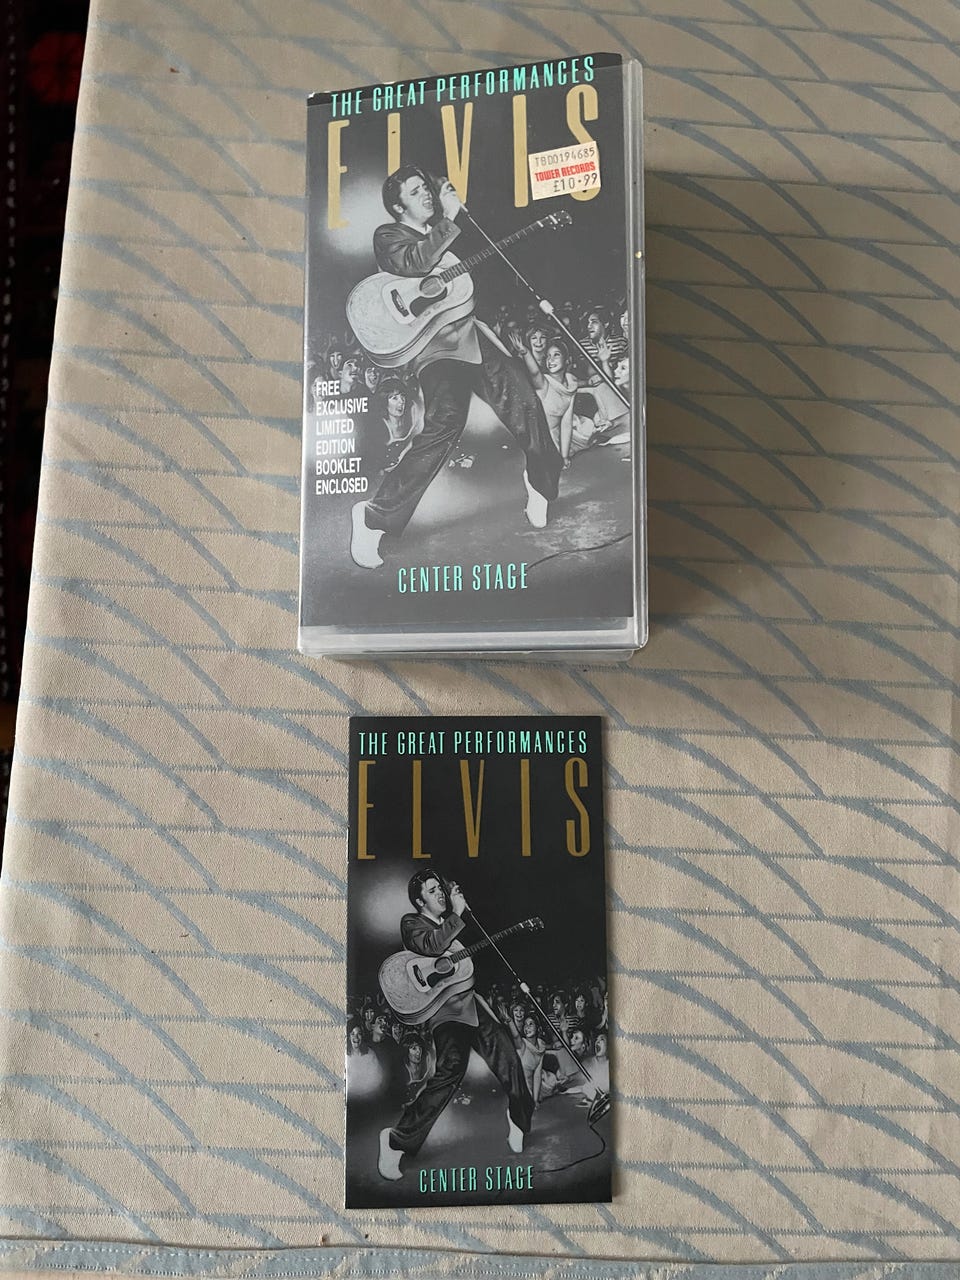 THE GREAT PERFORMANCES
ELVIS
TBD0194685
TOWER RECORDS
£10.99
FREE
EXCLUSIVE
LIMITED
EDITION
BOOKLET
ENCLOSED
CENTER STAGE
THE GREAT PERFORMANCES
ELVIS
CENTER STAGE